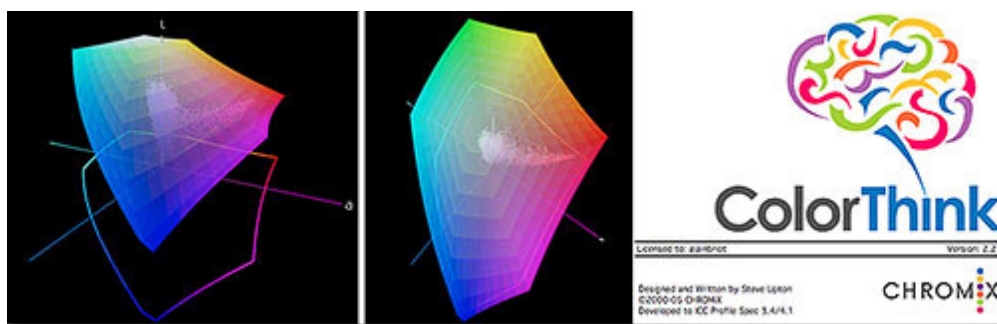 L
ColorThink
Licensed to:
Version: 2.2
Designed and Written by Steve Upton
©2000-05 CHROMIX
Developed to ICC Profile Spec 3.4/4.1
CHROMIX